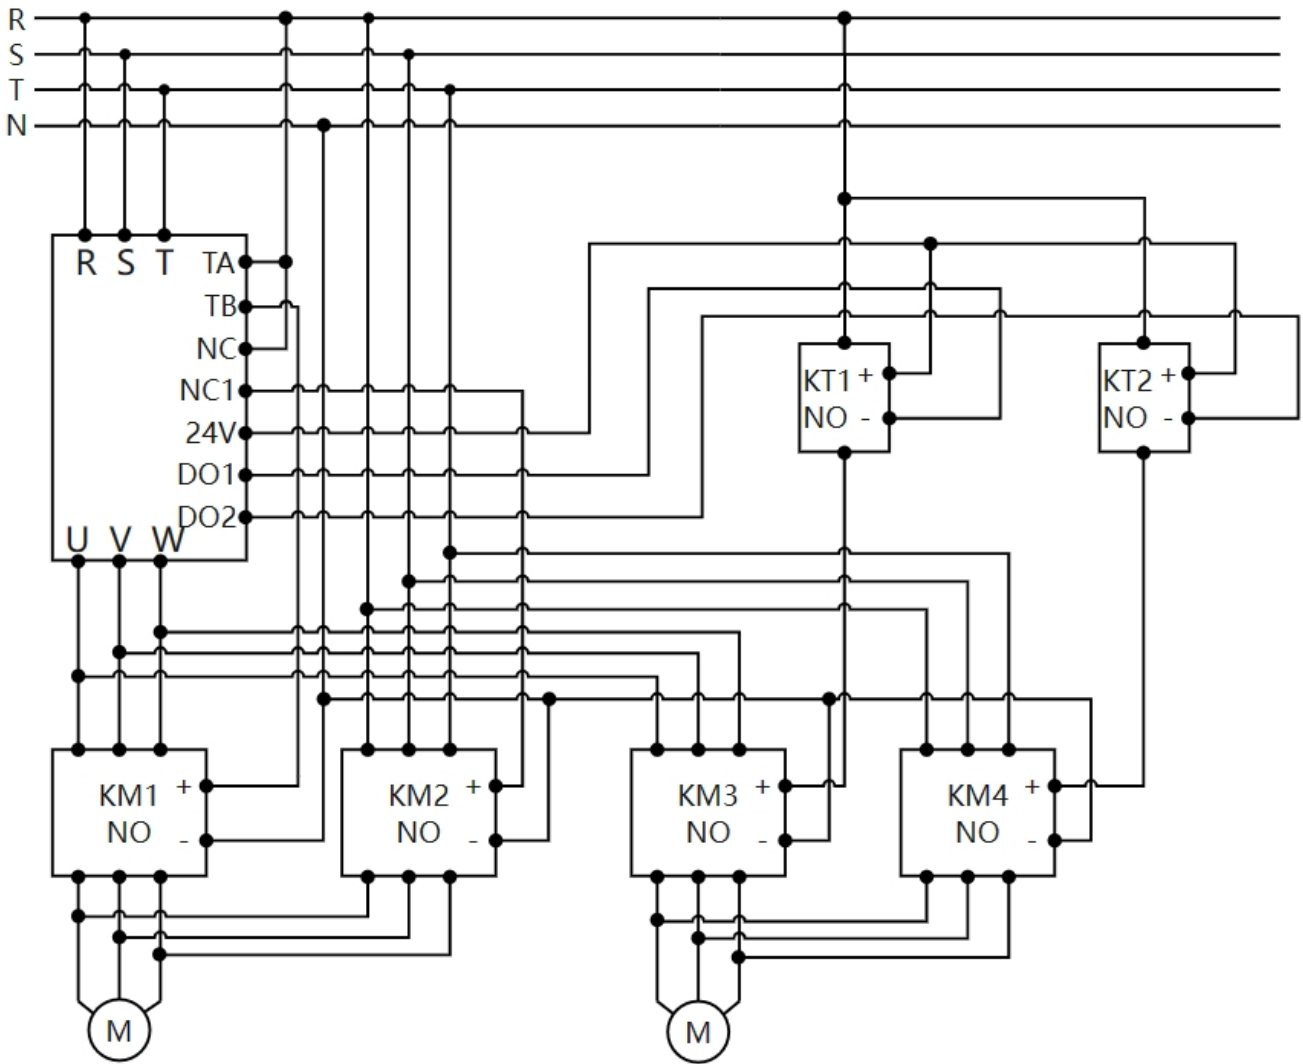 R
S
T
N
R S T TA
TB
NC
NC1
24V
DO1
DO2
U V W
KT1 +
NO -
KT2 +
NO -
KM1 +
NO -
KM2 +
NO -
KM3 +
NO -
KM4 +
NO -
M
M